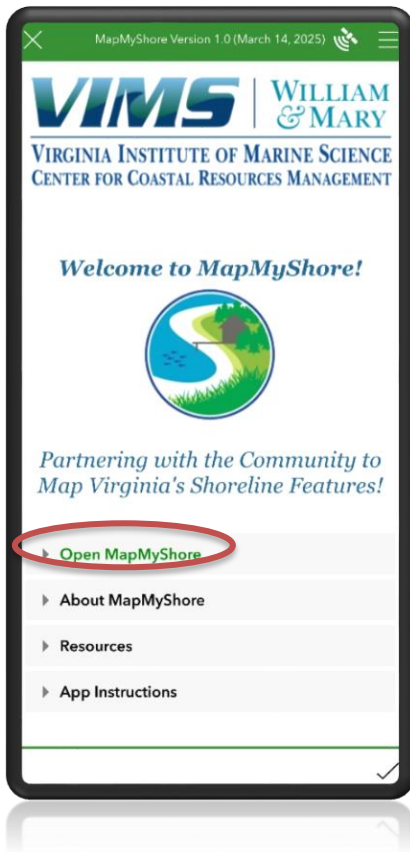 MapMyShore Version 1.0 (March 14, 2025)
VIMS
WILLIAM
& MARY
VIRGINIA INSTITUTE OF MARINE SCIENCE
CENTER FOR COASTAL RESOURCES MANAGEMENT
Welcome to MapMyShore!
Partnering with the Community to
Map Virginia's Shoreline Features!
Open MapMyShore
About MapMyShore
Resources
App Instructions